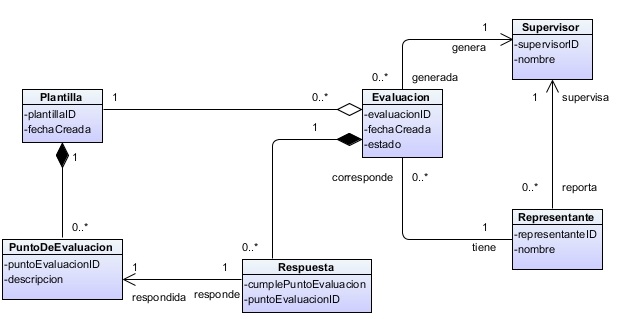 1
Supervisor
-supervisorID
-nombre
genera
0..*
generada
1
supervisa
Plantilla
-plantillaID
-fechaCreada
1
0..*
Evaluacion
-evaluacionID
-fechaCreada
-estado
1
1
corresponde
0..*
0..*
reporta
0..*
PuntoDeEvaluacion
-puntoEvaluacionID
-descripcion
1
respondida
1
responde
0..*
Respuesta
-cumplePuntoEvaluacion
-puntoEvaluacionID
1
tiene
Representante
-representanteID
-nombre